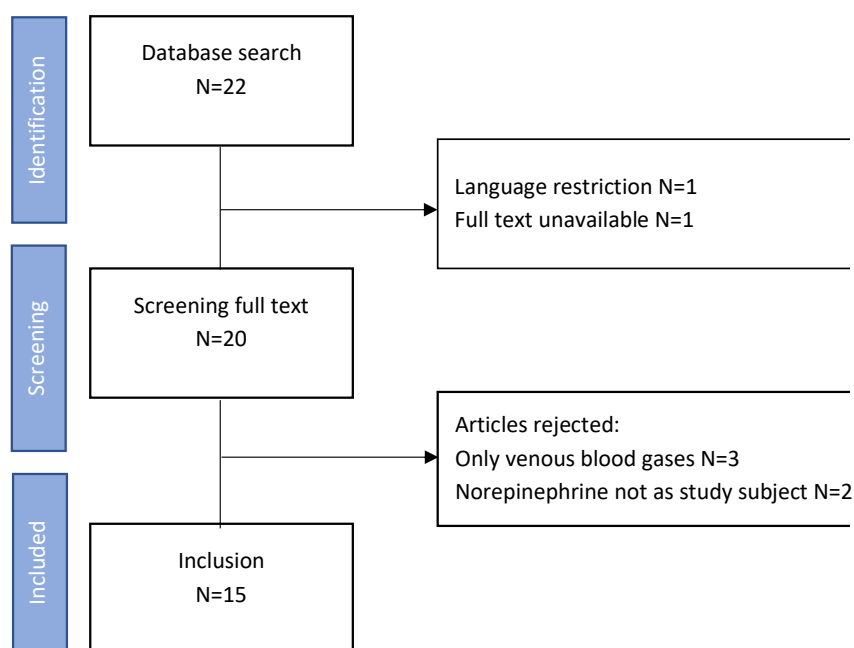 Identification
Database search
N=22
Language restriction N=1
Full text unavailable N=1
Screening
Screening full text
N=20
Articles rejected:
Only venous blood gases N=3
Norepinephrine not as study subject N=2
Included
Inclusion
N=15